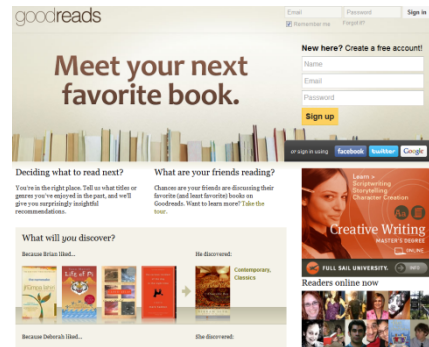 goodreads
Email
Password
Sign in
Remember me
Forgot it?
Meet your next
favorite book.
New here? Create a free account!
Name
Email
Password
Sign up
or sign in using
facebook
twitter
Google
Deciding what to read next?
You're in the right place. Tell us what titles or
genres you've enjoyed in the past, and we'll
give you surprisingly insightful
recommendations.
What are your friends reading?
Chances are your friends are discussing their
favorite (and least favorite) books on
Goodreads. Want to learn more? Take the
tour.
Learn >
Scriptwriting
Storytelling
Character Creation
Creative Writing
MASTER'S DEGREE
ONLINE
FULL SAIL UNIVERSITY.
INFO
What will you discover?
Because Brian liked...
He discovered:
Life of Pi
Contemporary,
Classics
Readers online now
Because Deborah liked...
She discovered: